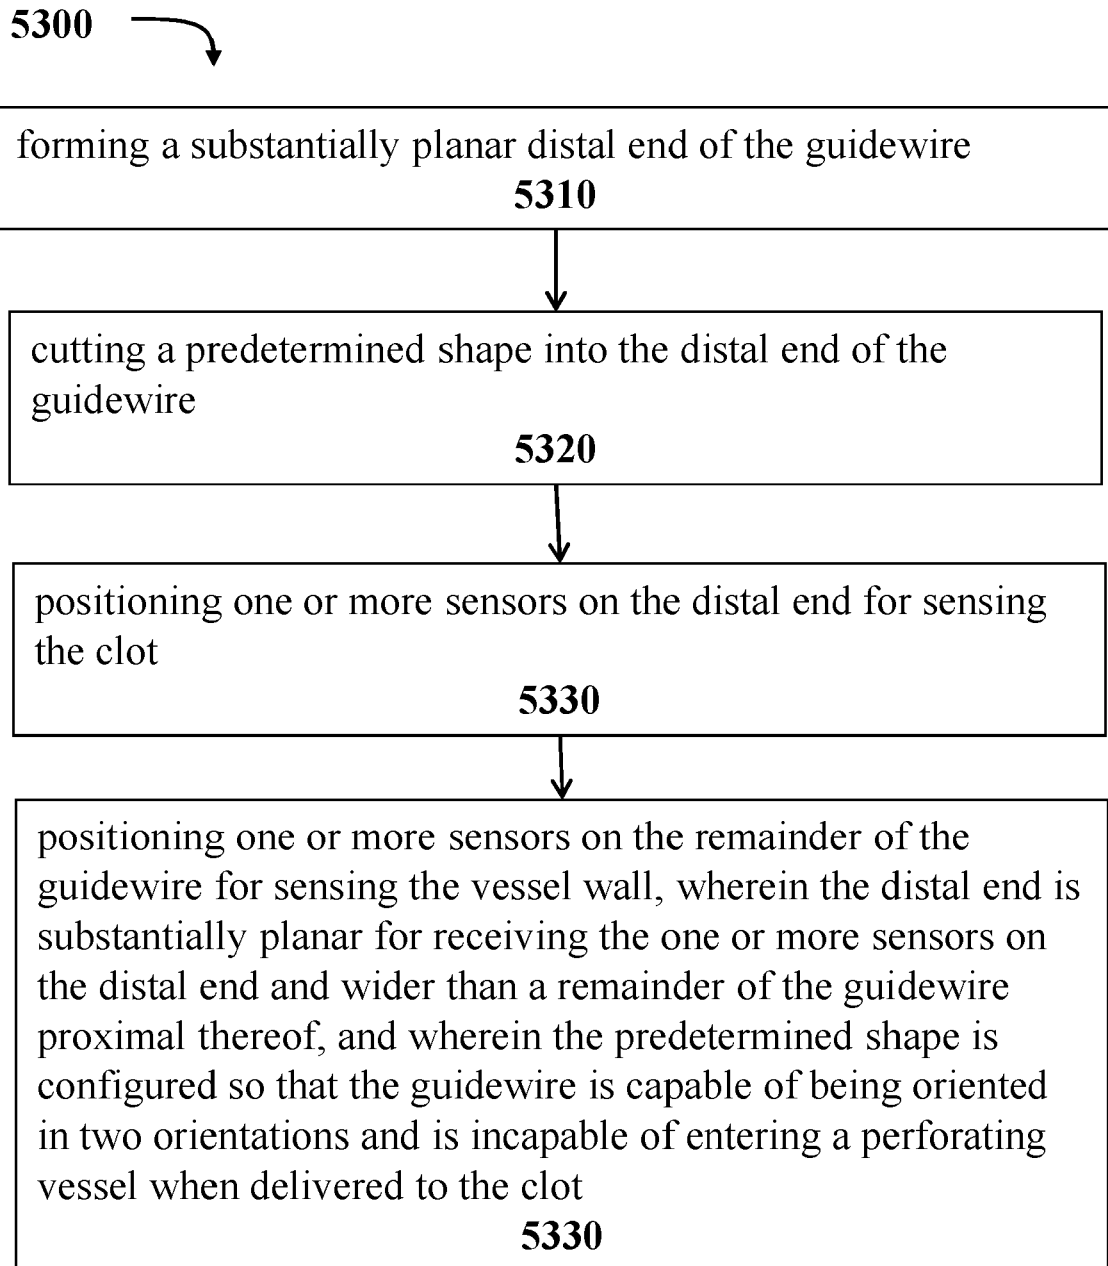 5300
forming a substantially planar distal end of the guidewire
5310
cutting a predetermined shape into the distal end of the
guidewire
5320
positioning one or more sensors on the distal end for sensing
the clot
5330
positioning one or more sensors on the remainder of the
guidewire for sensing the vessel wall, wherein the distal end is
substantially planar for receiving the one or more sensors on
the distal end and wider than a remainder of the guidewire
proximal thereof, and wherein the predetermined shape is
configured so that the guidewire is capable of being oriented
in two orientations and is incapable of entering a perforating
vessel when delivered to the clot
5330